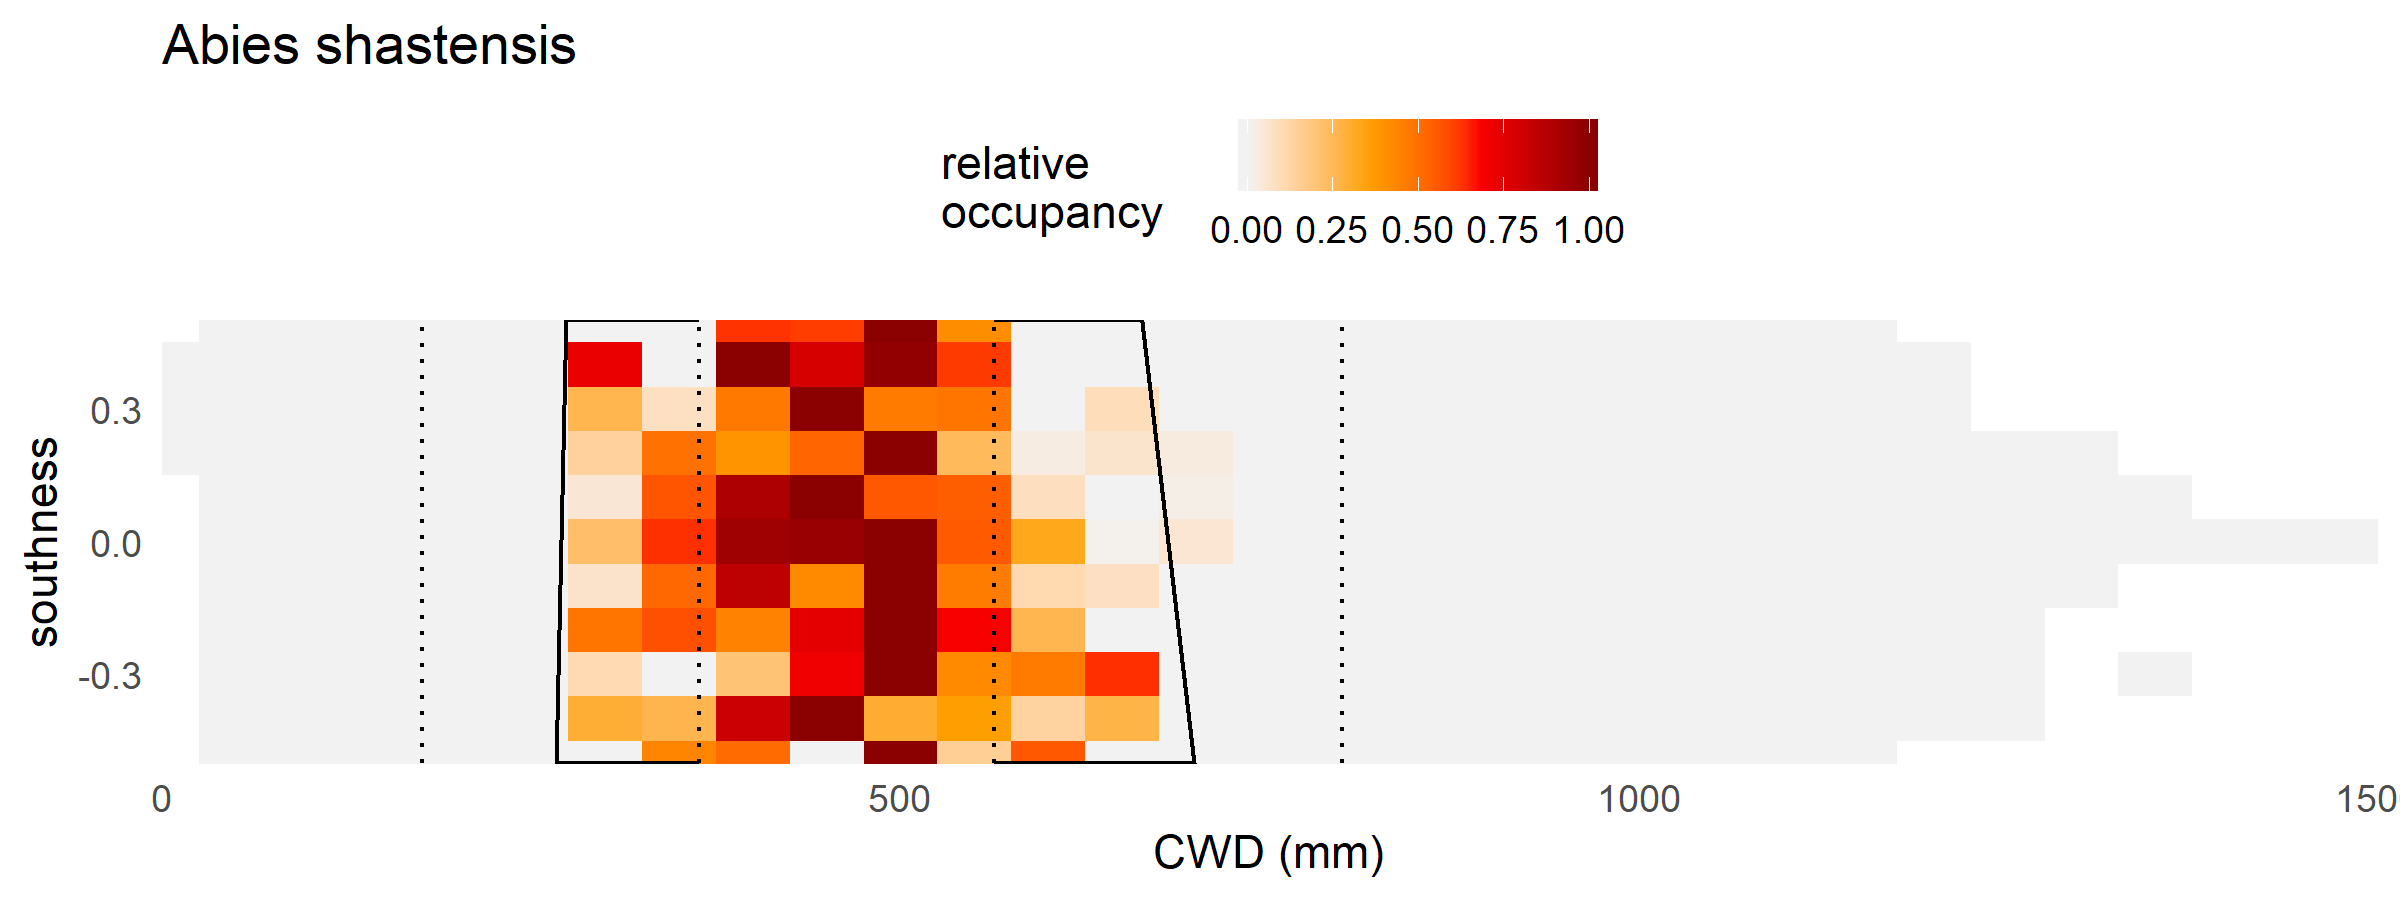 Abies shastensis
relative
occupancy
0.00 0.25 0.50 0.75 1.00
southness
0.3
0.0
-0.3
0 500 1000 150
CWD (mm)